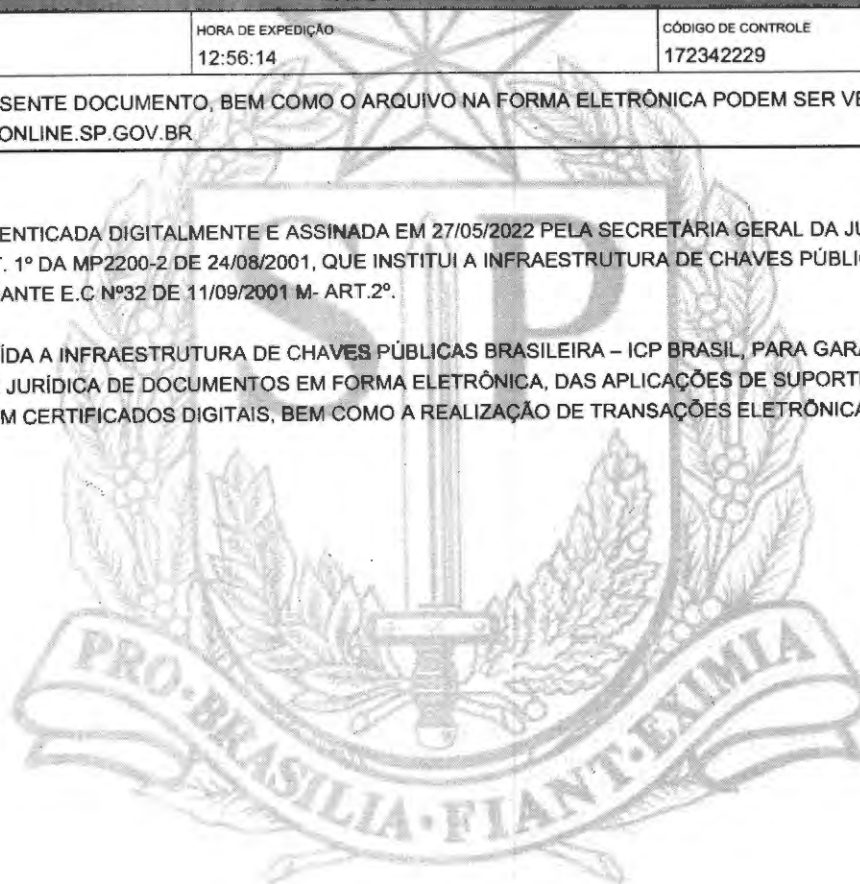 HORA DE EXPEDIÇÃO
CÓDIGO DE CONTROLE
12:56:14
172342229
SENTE DOCUMENTO, BEM COMO O ARQUIVO NA FORMA ELETRÔNICA PODEM SER VE
ONLINE.SP.GOV.BR
ENTICADA DIGITALMENTE E ASSINADA EM 27/05/2022 PELA SECRETARIA GERAL DA JU
. 1º DA MP2200-2 DE 24/08/2001, QUE INSTITUI A INFRAESTRUTURA DE CHAVES PÚBLI
ANTE E.C Nº32 DE 11/09/2001 M- ART.2º.
ÍDA A INFRAESTRUTURA DE CHAVES PÚBLICAS BRASILEIRA – ICP BRASIL, PARA GARA
JURÍDICA DE DOCUMENTOS EM FORMA ELETRÔNICA, DAS APLICAÇÕES DE SUPORT
M CERTIFICADOS DIGITAIS, BEM COMO A REALIZAÇÃO DE TRANSAÇÕES ELETRÔNICA
SP
PRO·BRASILIA·FIANT·EXIMIA